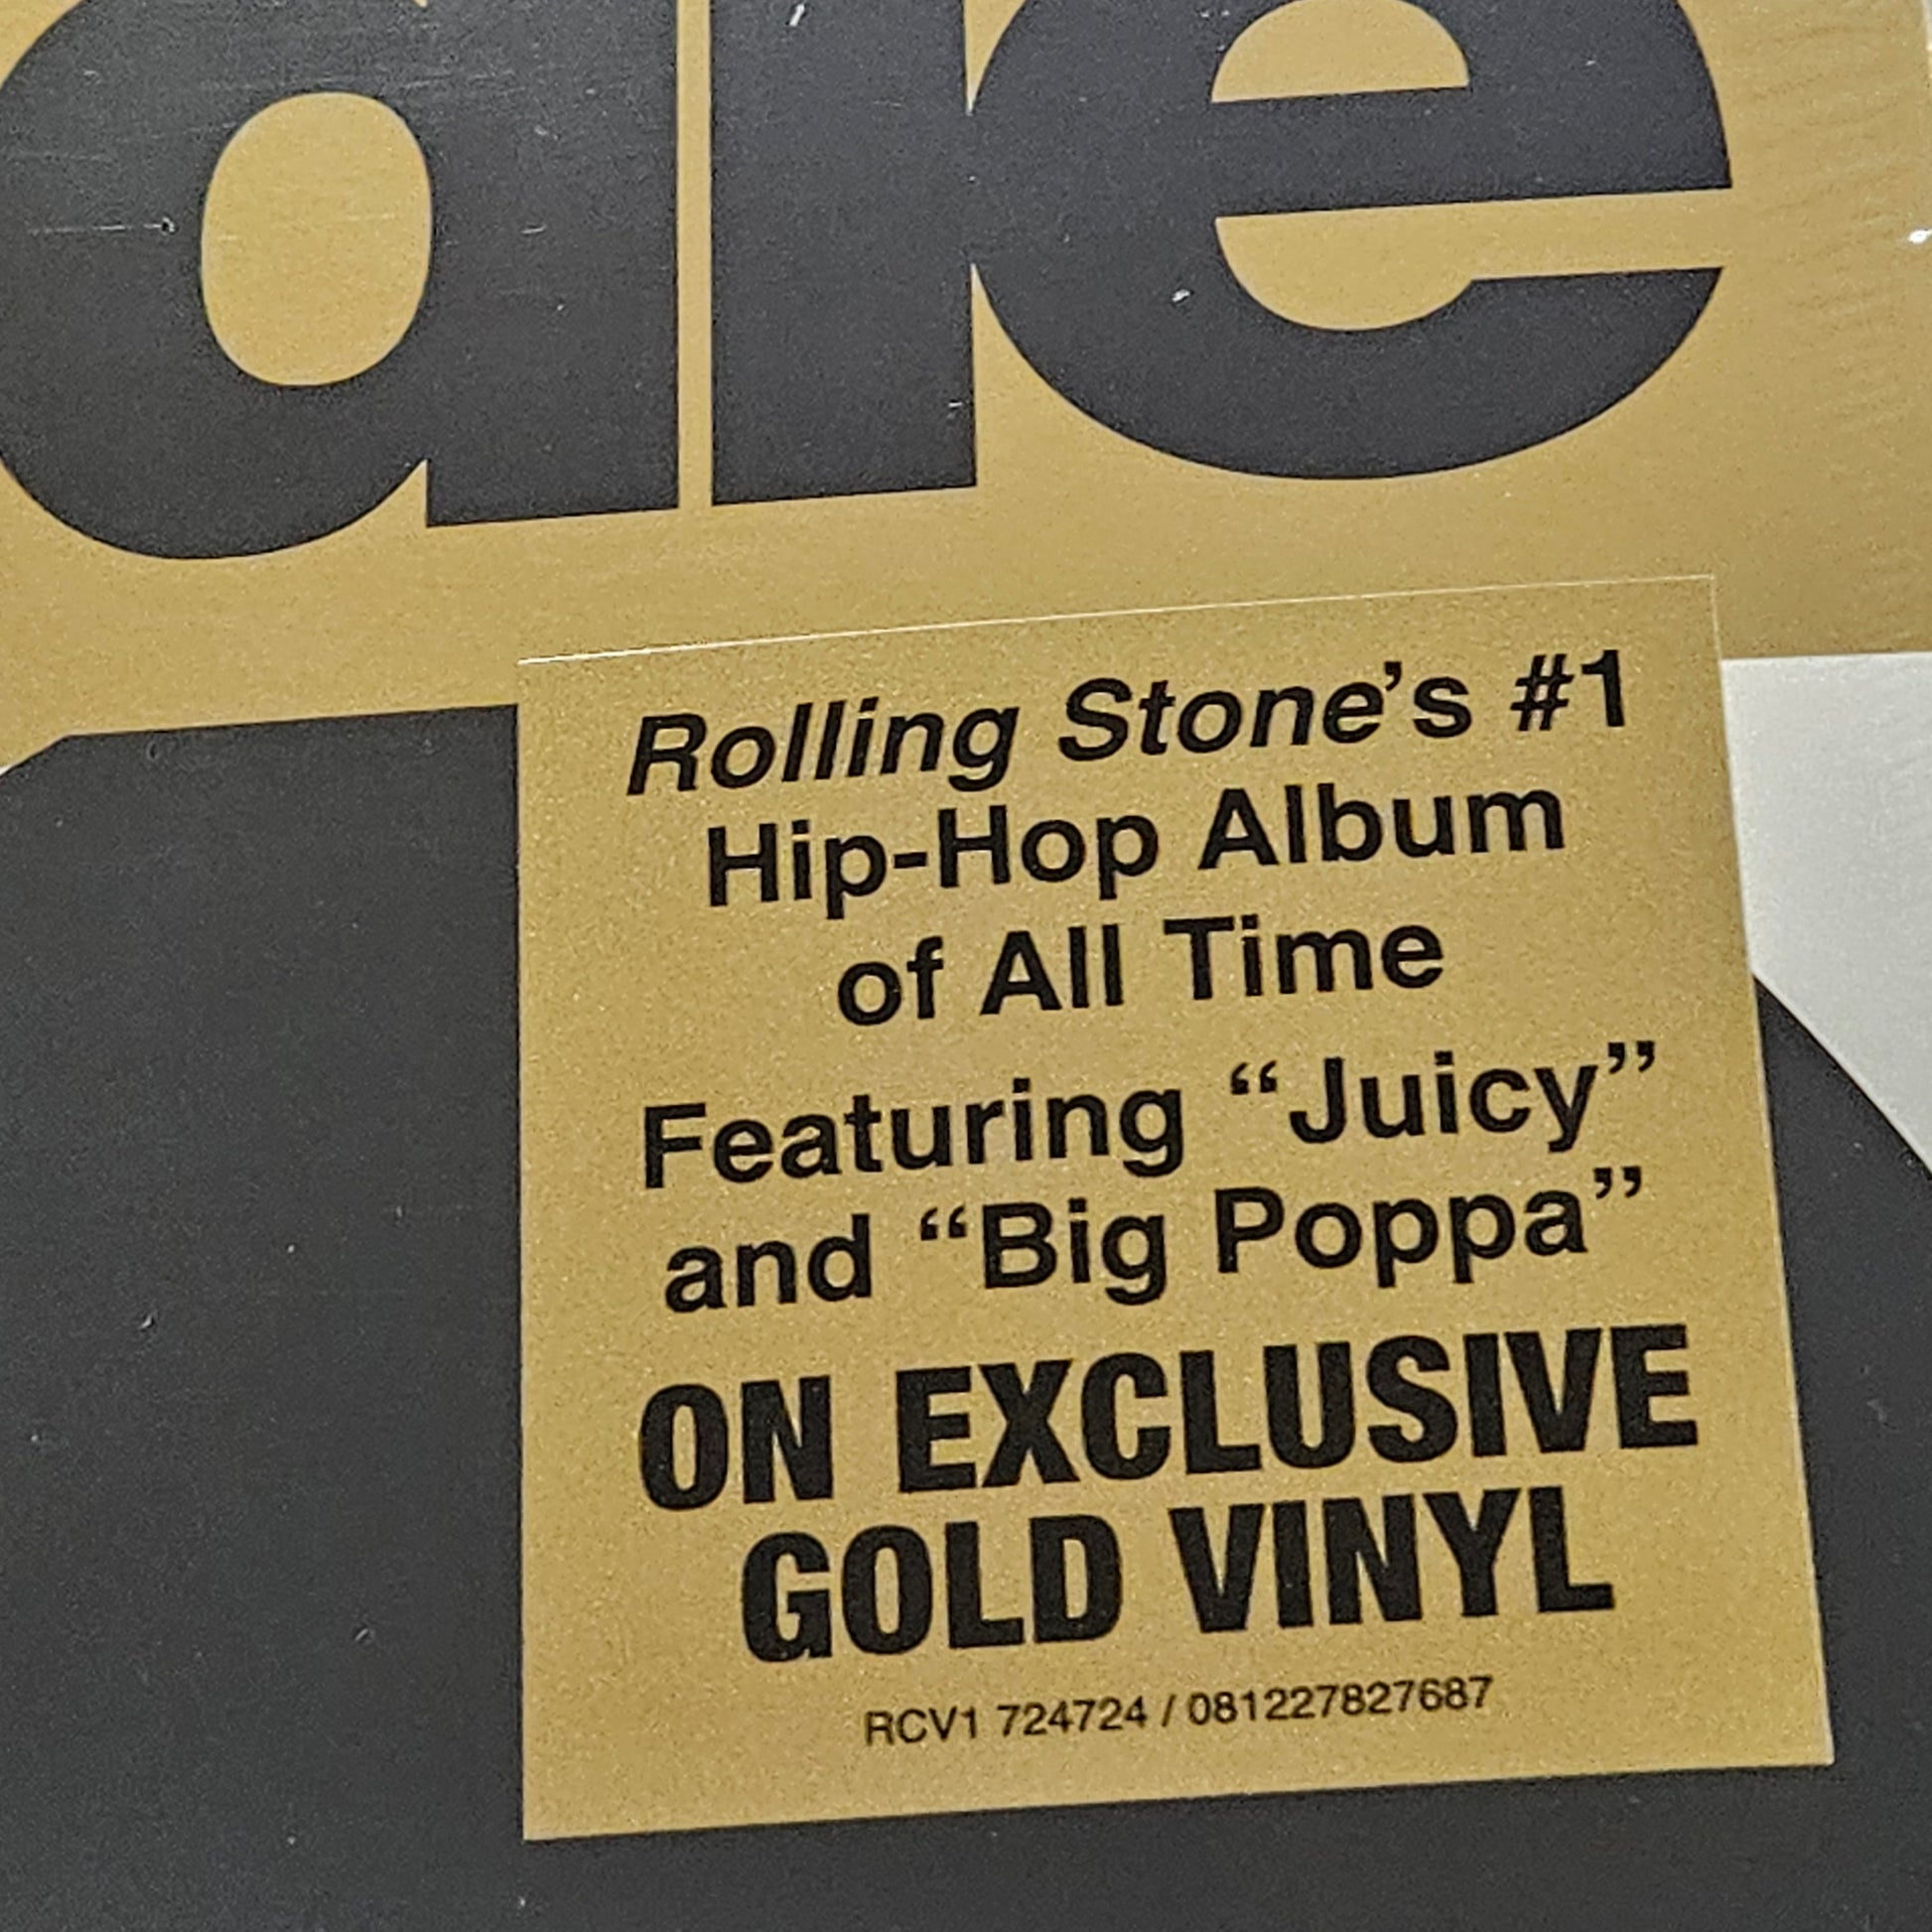 die
Rolling Stone’s #1
Hip-Hop Album
of All Time
Featuring “Juicy”
and “Big Poppa”
ON EXCLUSIVE
GOLD VINYL
RCV1 724724 / 081227827687